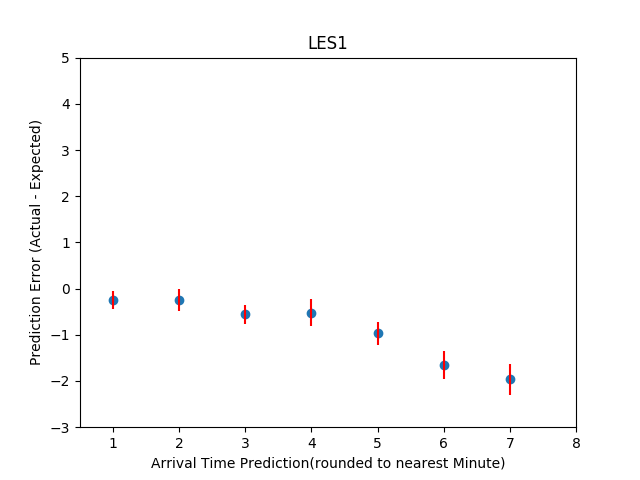 LES1
Prediction Error (Actual - Expected)
5
4
3
2
1
0
−1
−2
−3
1 2 3 4 5 6 7 8
Arrival Time Prediction(rounded to nearest Minute)